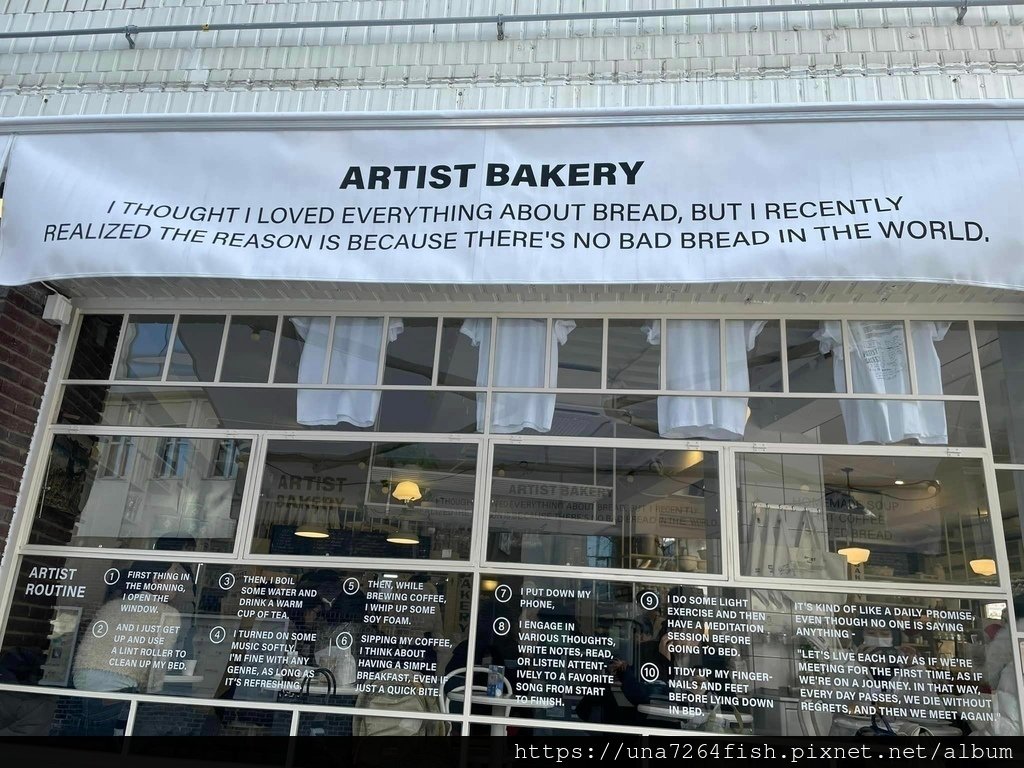 ARTIST BAKERY
I THOUGHT I LOVED EVERYTHING ABOUT BREAD, BUT I RECENTLY
REALIZED THE REASON IS BECAUSE THERE'S NO BAD BREAD IN THE WORLD.
ARTIST
BAKERY
ARTIST BAKERY
ARTIST
ROUTINE
1 FIRST THING IN
THE MORNING,
I OPEN THE
WINDOW.
2 AND I JUST GET
UP AND USE
A LINT ROLLER TO
CLEAN UP MY BED.
3 THEN, I BOIL
SOME WATER AND
DRINK A WARM
CUP OF TEA.
4 I TURNED ON SOME
MUSIC SOFTLY.
I'M FINE WITH ANY
GENRE, AS LONG AS
IT'S REFRESHING.
5 THEN, WHILE
BREWING COFFEE,
I WHIP UP SOME
SOY FOAM.
6 SIPPING MY COFFEE,
I THINK ABOUT
HAVING A SIMPLE
BREAKFAST, EVEN IF
JUST A QUICK BITE.
7 I PUT DOWN MY
PHONE,
8 I ENGAGE IN
VARIOUS THOUGHTS,
WRITE NOTES, READ,
OR LISTEN ATTENT-
IVELY TO A FAVORITE
SONG FROM START
TO FINISH.
9 I DO SOME LIGHT
EXERCISE AND THEN
HAVE A MEDITATION
SESSION BEFORE
GOING TO BED.
10 I TIDY UP MY FINGER-
NAILS AND FEET
BEFORE LYING DOWN
IN BED.
IT'S KIND OF LIKE A DAILY PROMISE,
EVEN THOUGH NO ONE IS SAYING
ANYTHING -
"LET'S LIVE EACH DAY AS IF WE'RE
MEETING FOR THE FIRST TIME, AS IF
WE'RE ON A JOURNEY. IN THAT WAY,
EVERY DAY PASSES, WE DIE WITHOUT
REGRETS, AND THEN WE MEET AGAIN."
https://una7264fish.pixnet.net/album